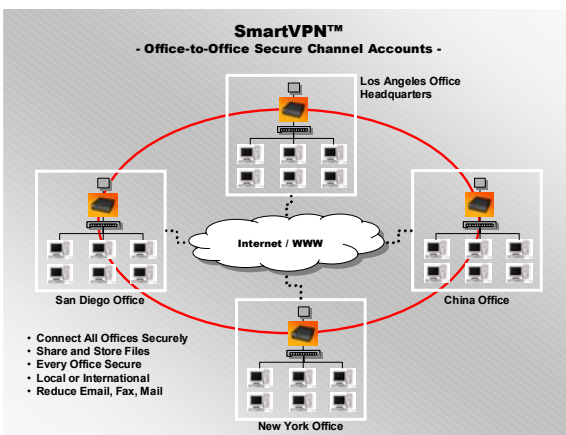 SmartVPN™
- Office-to-Office Secure Channel Accounts -
Los Angeles Office
Headquarters
Internet / WWW
San Diego Office
China Office
• Connect All Offices Securely
• Share and Store Files
• Every Office Secure
• Local or International
• Reduce Email, Fax, Mail
New York Office